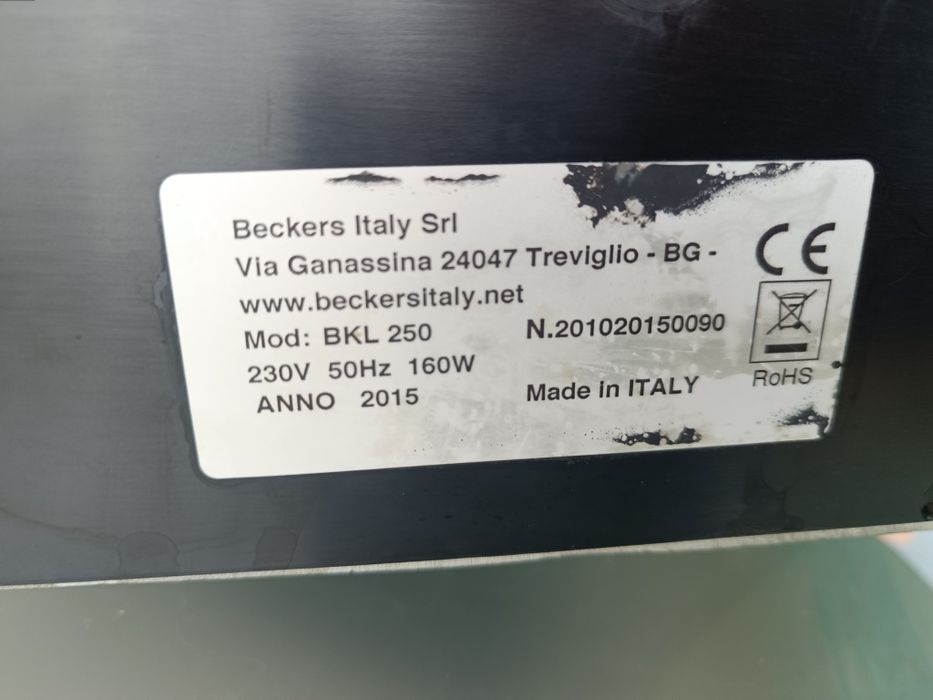 Beckers Italy Srl
Via Ganassina 24047 Treviglio - BG -
www.beckersitaly.net
Mod: BKL 250 N.201020150090
230V 50Hz 160W
ANNO 2015 Made in ITALY
CE
RoHS